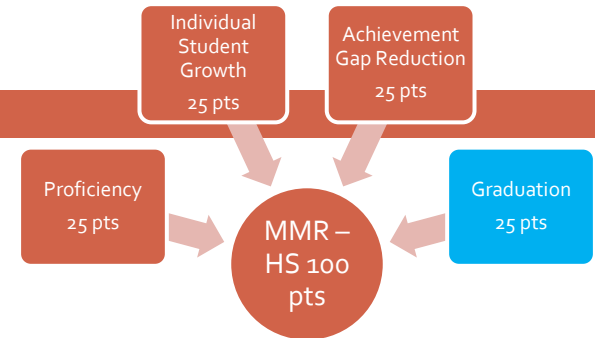 Individual
Student
Growth
25 pts
Achievement
Gap Reduction
25 pts
Proficiency
25 pts
Graduation
25 pts
MMR –
HS 100
pts